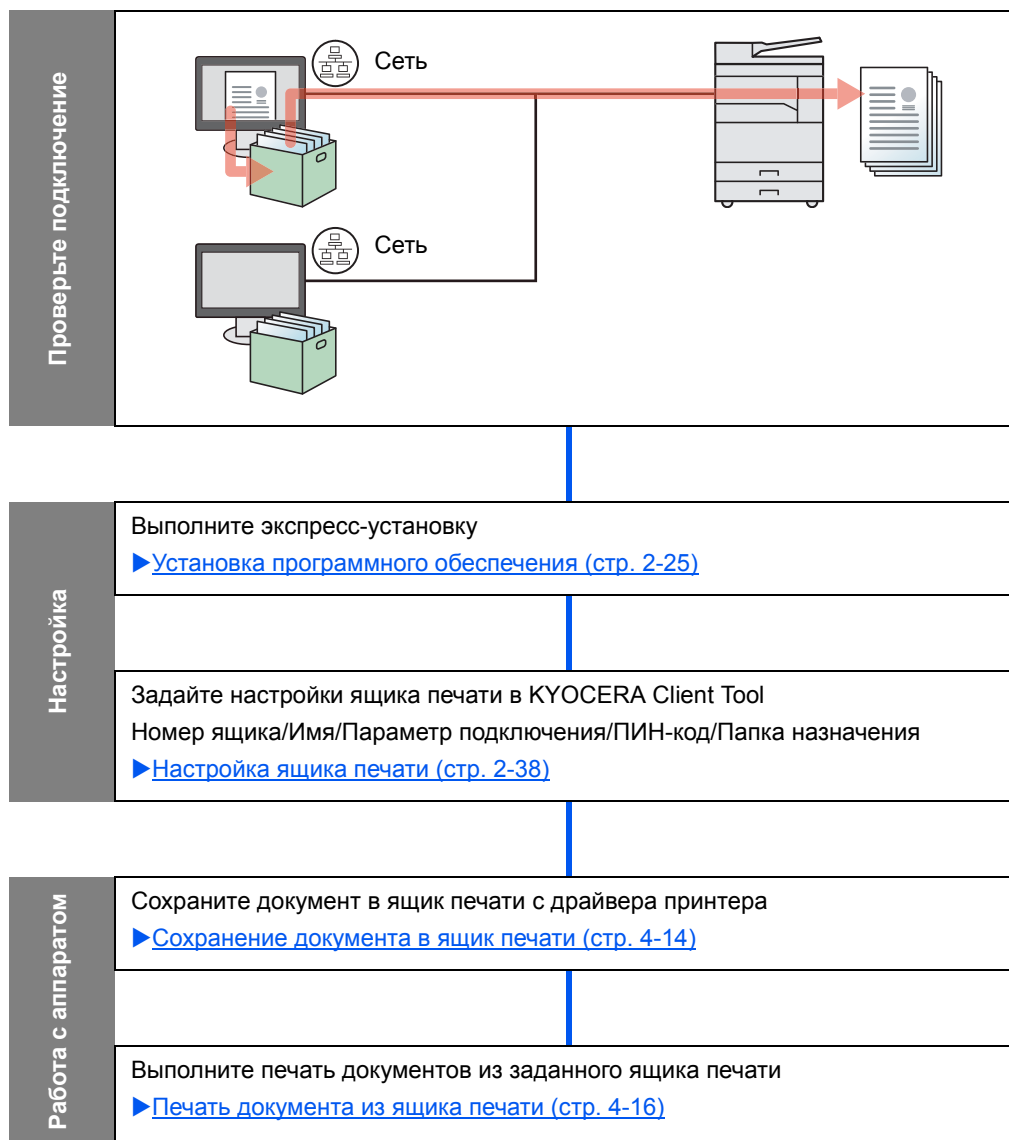 Проверьте подключение
Сеть
Сеть
Настройка
Выполните экспресс-установку
▶Установка программного обеспечения (стр. 2-25)
Задайте настройки ящика печати в KYOCERA Client Tool
Номер ящика/Имя/Параметр подключения/ПИН-код/Папка назначения
▶Настройка ящика печати (стр. 2-38)
Работа с аппаратом
Сохраните документ в ящик печати с драйвера принтера
▶Сохранение документа в ящик печати (стр. 4-14)
Выполните печать документов из заданного ящика печати
▶Печать документа из ящика печати (стр. 4-16)